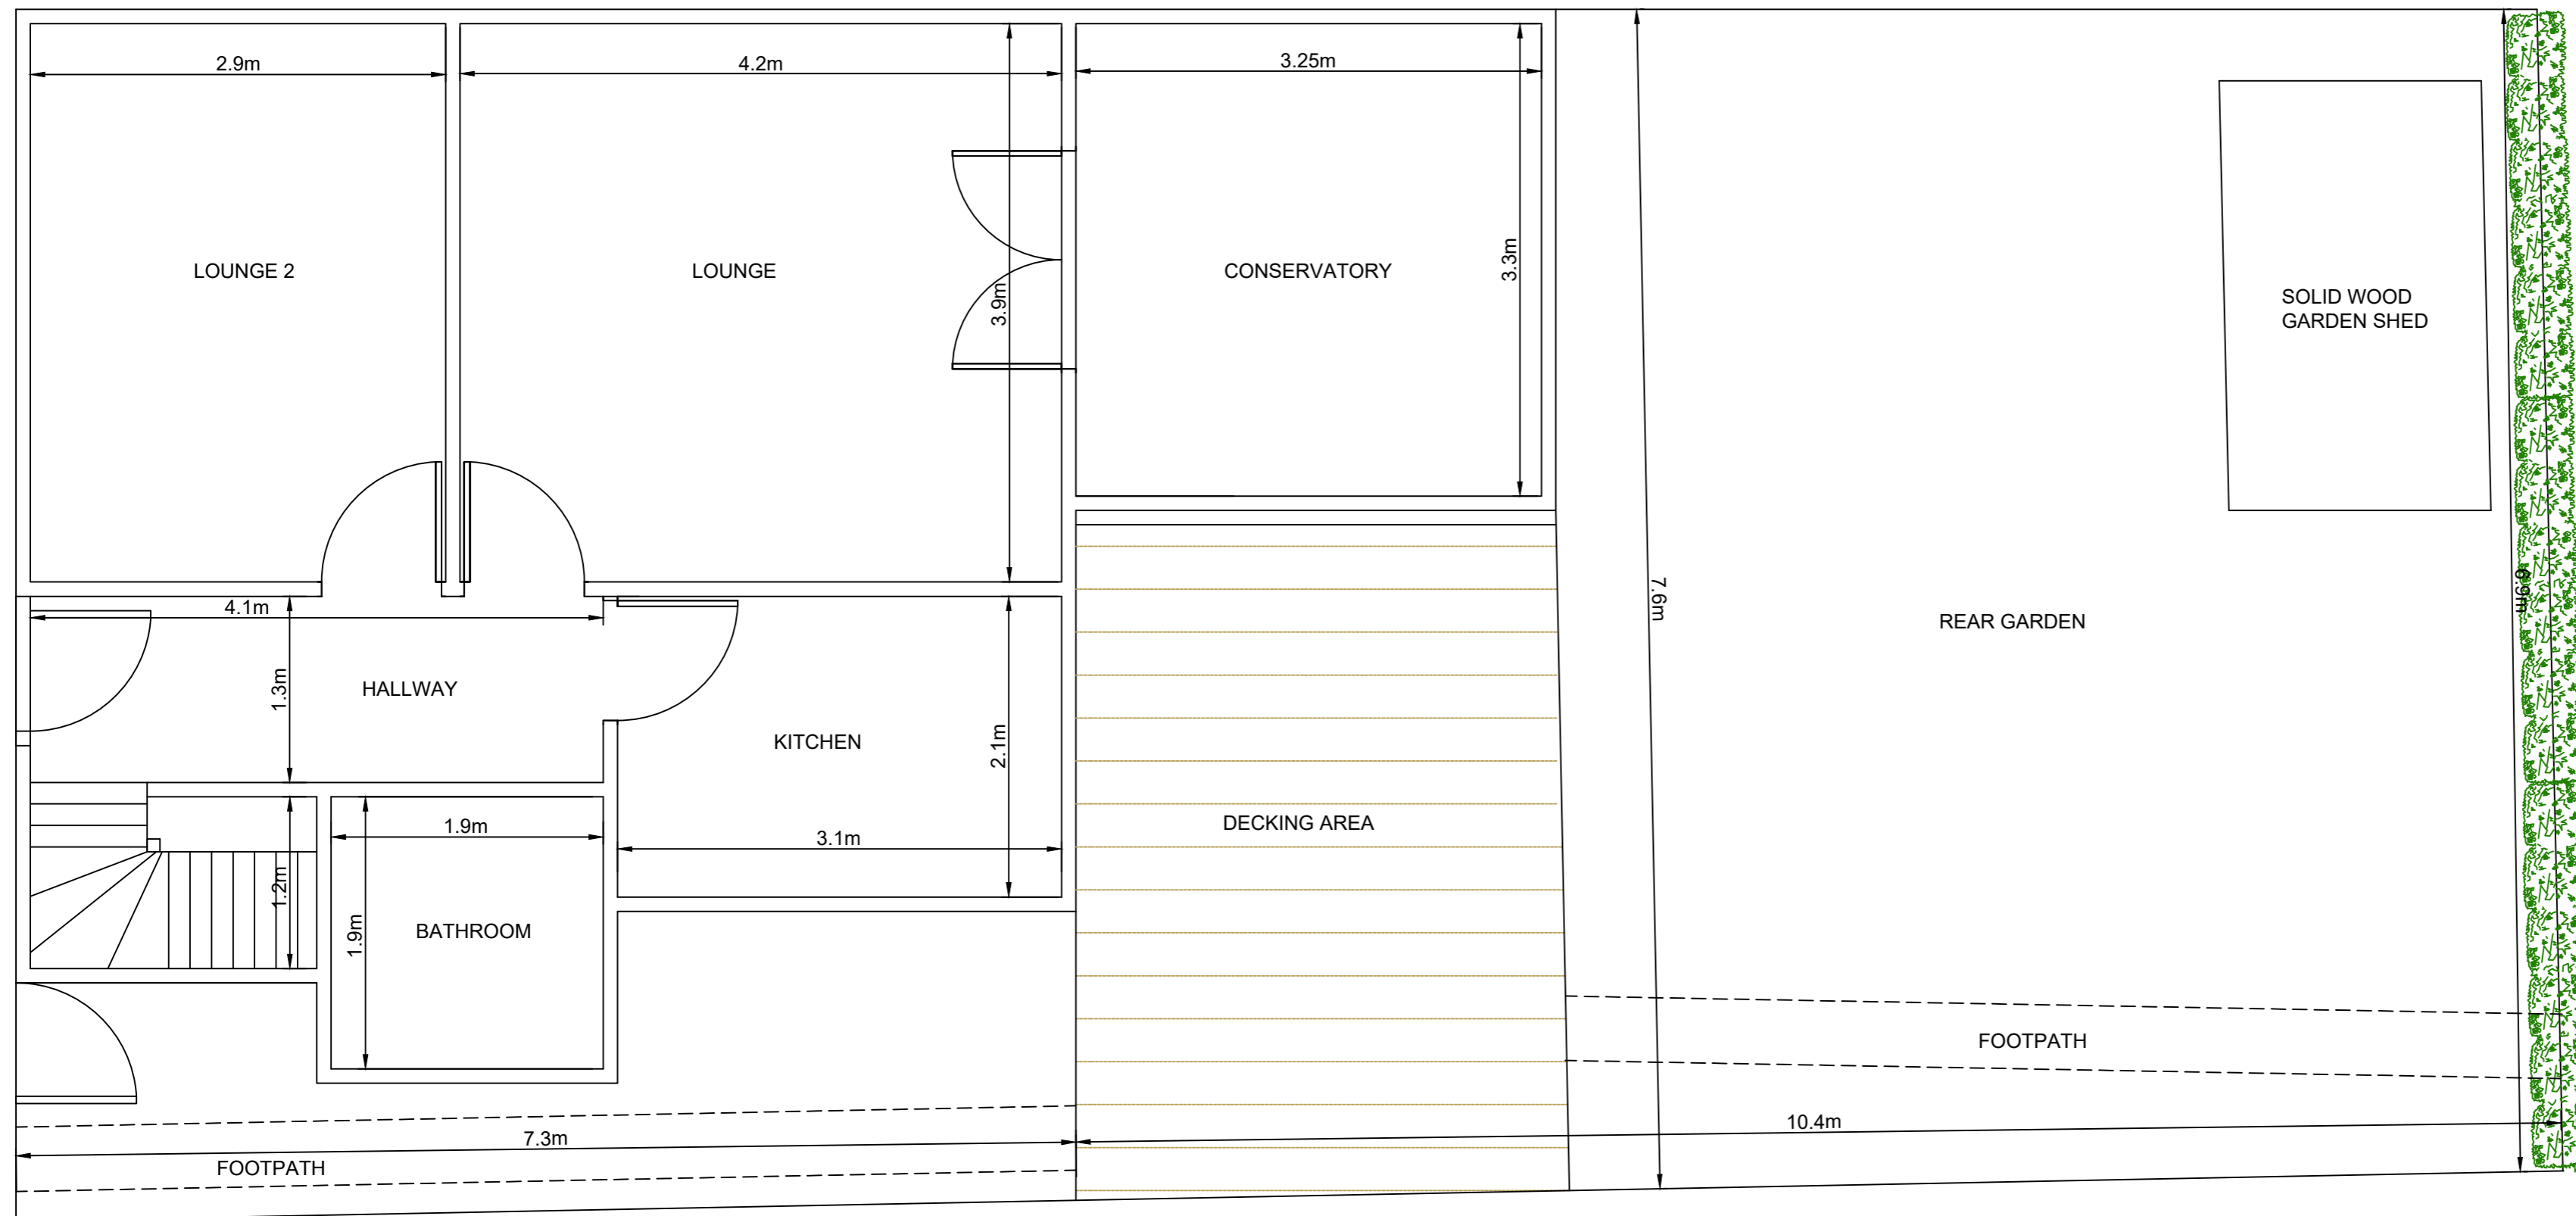 2.9m
4.2m
3.25m
LOUNGE 2
LOUNGE
CONSERVATORY
3.3m
3.9m
SOLID WOOD
GARDEN SHED
4.1m
7.6m
6.9m
REAR GARDEN
1.3m
HALLWAY
KITCHEN
2.1m
1.9m
3.1m
DECKING AREA
1.2m
1.9m
BATHROOM
FOOTPATH
7.3m
10.4m
FOOTPATH